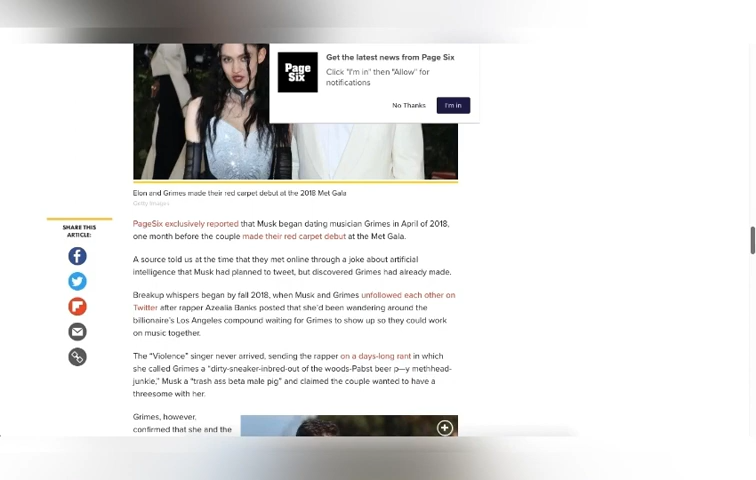 Page
Six
Get the latest news from Page Six
Click "I'm in" then "Allow" for
notifications
No Thanks
I'm in
Elon and Grimes made their red carpet debut at the 2018 Met Gala
Getty Images
SHARE THIS
ARTICLE:
PageSix exclusively reported that Musk began dating musician Grimes in April of 2018,
one month before the couple made their red carpet debut at the Met Gala.
A source told us at the time that they met online through a joke about artificial
intelligence that Musk had planned to tweet, but discovered Grimes had already made.
Breakup whispers began by fall 2018, when Musk and Grimes unfollowed each other on
Twitter after rapper Azealia Banks posted that she'd been wandering around the
billionaire's Los Angeles compound waiting for Grimes to show up so they could work
on music together.
The “Violence” singer never arrived, sending the rapper on a days-long rant in which
she called Grimes a “dirty-sneaker-inbred-out of the woods-Pabst beer p—y methhead-
junkie,” Musk a “trash ass beta male pig” and claimed the couple wanted to have a
threesome with her.
Grimes, however,
confirmed that she and the